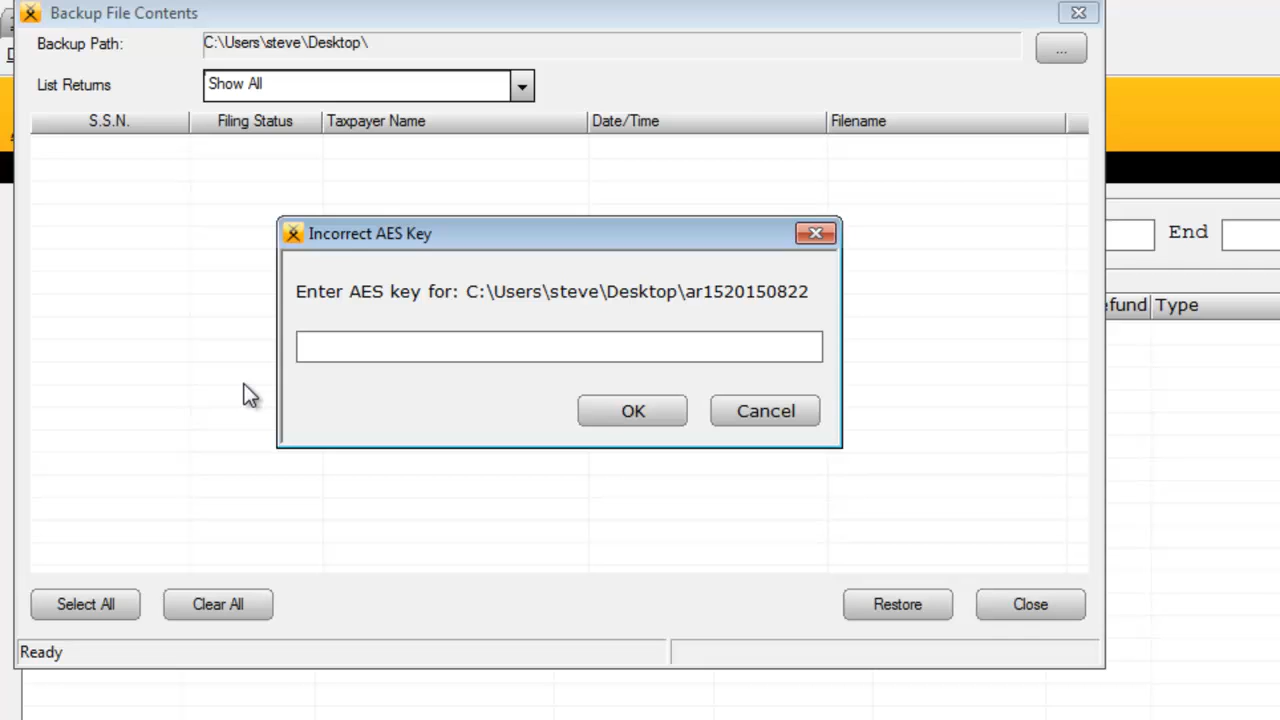 Backup File Contents
Backup Path:
C:\Users\steve\Desktop\
...
List Returns
Show All
S.S.N.
Filing Status
Taxpayer Name
Date/Time
Filename
Incorrect AES Key
Enter AES key for: C:\Users\steve\Desktop\ar1520150822
OK
Cancel
End
efund
Type
Select All
Clear All
Restore
Close
Ready